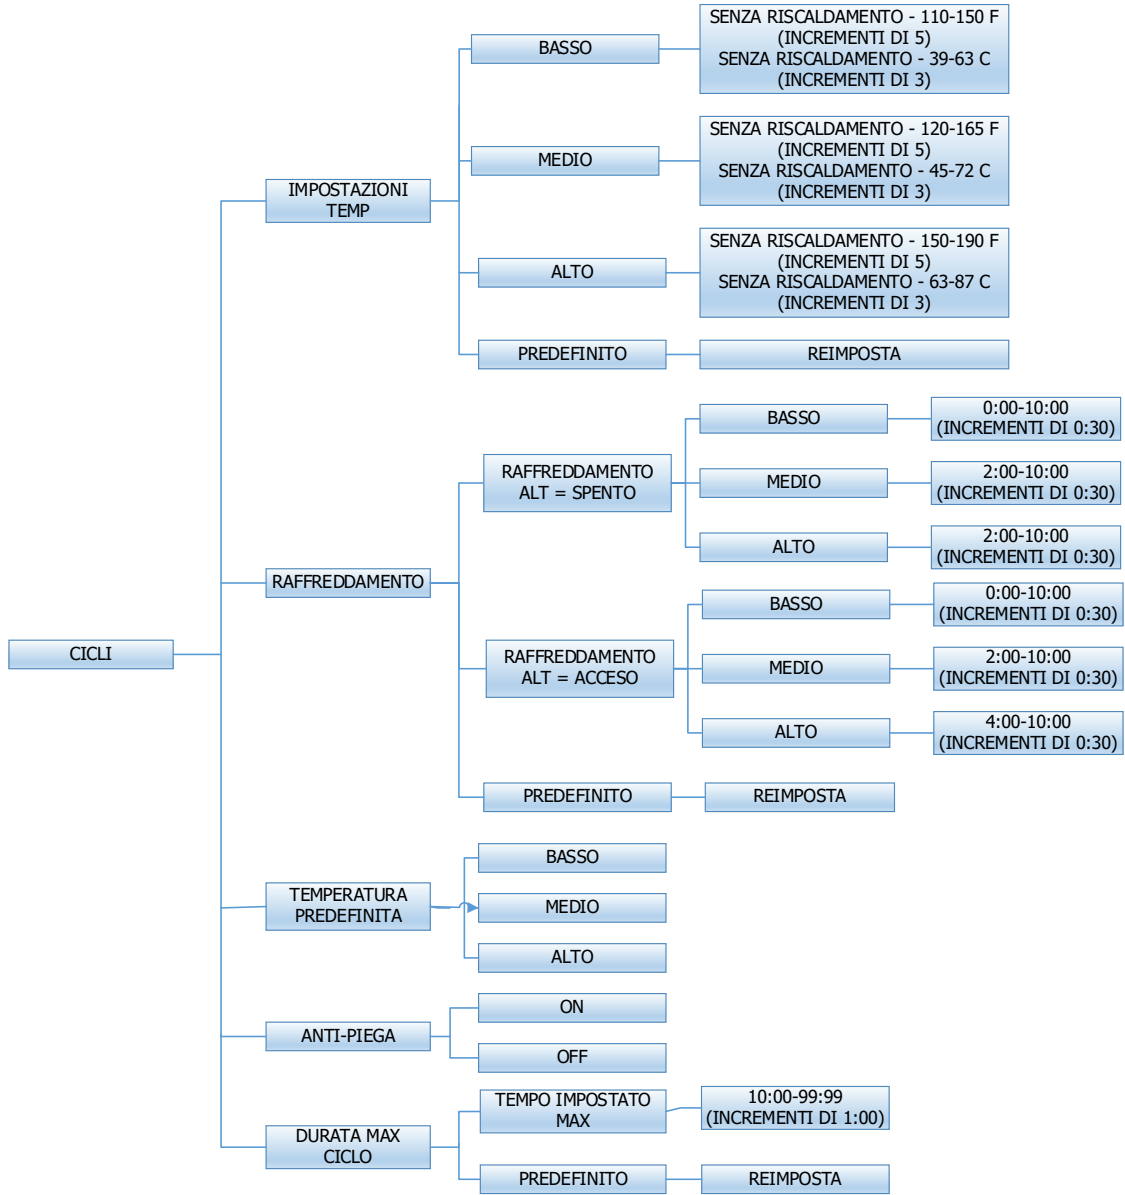 CICLI
IMPOSTAZIONI
TEMP
BASSO
SENZA RISCALDAMENTO - 110-150 F
(INCREMENTI DI 5)
SENZA RISCALDAMENTO - 39-63 C
(INCREMENTI DI 3)
MEDIO
SENZA RISCALDAMENTO - 120-165 F
(INCREMENTI DI 5)
SENZA RISCALDAMENTO - 45-72 C
(INCREMENTI DI 3)
ALTO
SENZA RISCALDAMENTO - 150-190 F
(INCREMENTI DI 5)
SENZA RISCALDAMENTO - 63-87 C
(INCREMENTI DI 3)
PREDEFINITO
REIMPOSTA
RAFFREDDAMENTO
RAFFREDDAMENTO
ALT = SPENTO
BASSO
0:00-10:00
(INCREMENTI DI 0:30)
MEDIO
2:00-10:00
(INCREMENTI DI 0:30)
ALTO
2:00-10:00
(INCREMENTI DI 0:30)
RAFFREDDAMENTO
ALT = ACCESO
BASSO
0:00-10:00
(INCREMENTI DI 0:30)
MEDIO
2:00-10:00
(INCREMENTI DI 0:30)
ALTO
4:00-10:00
(INCREMENTI DI 0:30)
PREDEFINITO
REIMPOSTA
TEMPERATURA
PREDEFINITA
BASSO
MEDIO
ALTO
ANTI-PIEGA
ON
OFF
DURATA MAX
CICLO
TEMPO IMPOSTATO
MAX
10:00-99:99
(INCREMENTI DI 1:00)
PREDEFINITO
REIMPOSTA